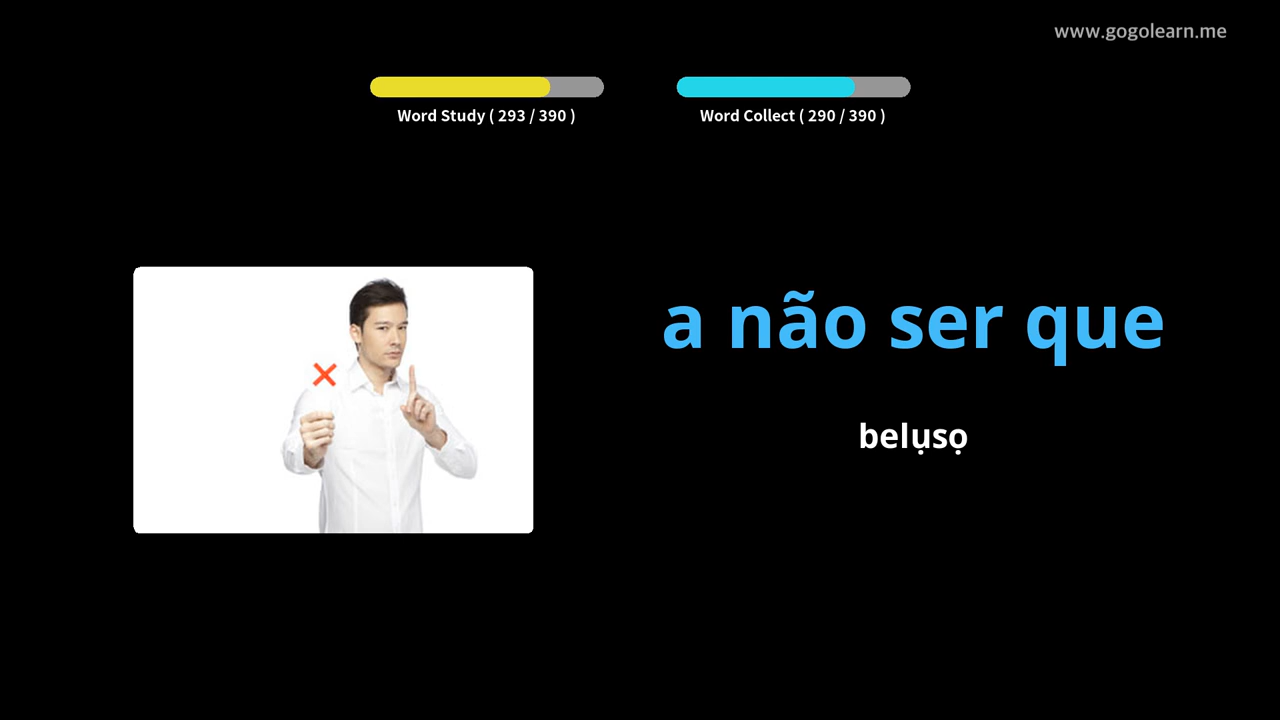 www.gogolearn.me
Word Study ( 293 / 390 )
Word Collect ( 290 / 390 )
a não ser que
belụsọ